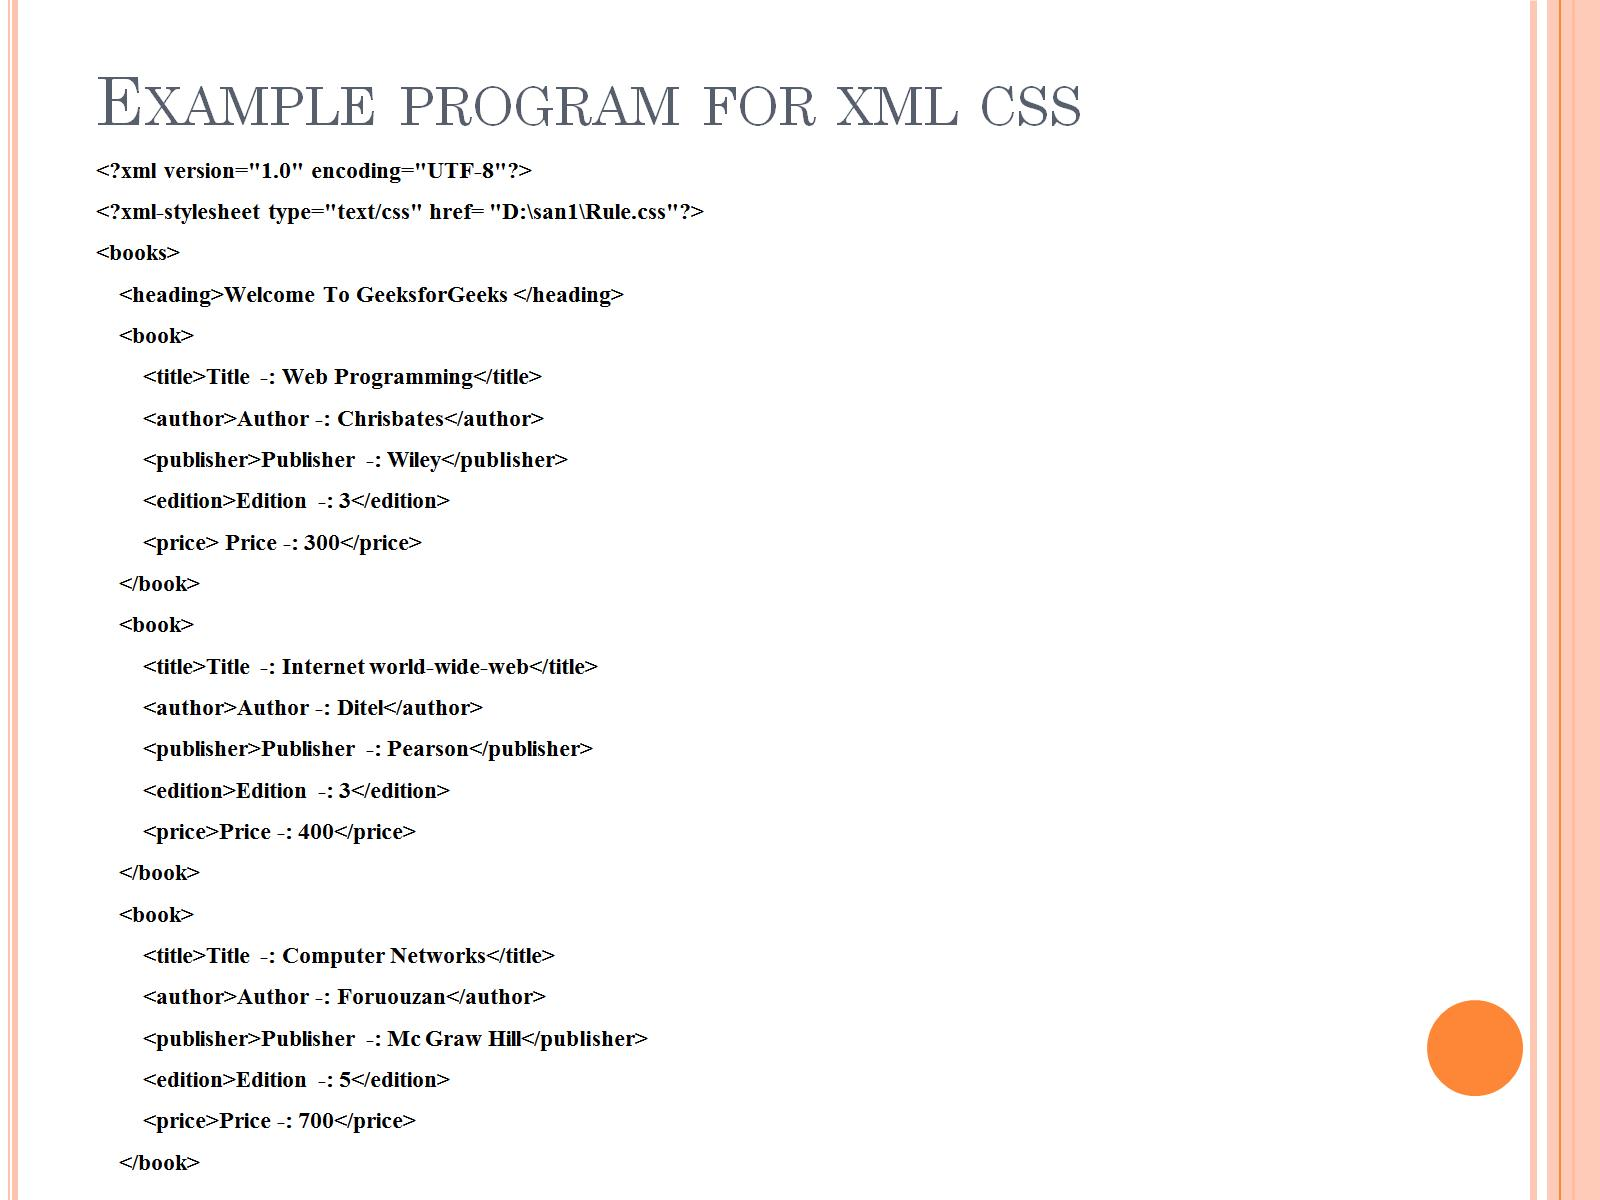 Example program for xml css
<?xml version="1.0" encoding="UTF-8"?>
<?xml-stylesheet type="text/css" href= "D:\san1\Rule.css"?>
<books>
<heading>Welcome To GeeksforGeeks </heading>
<book>
<title>Title -: Web Programming</title>
<author>Author -: Chrisbates</author>
<publisher>Publisher -: Wiley</publisher>
<edition>Edition -: 3</edition>
<price> Price -: 300</price>
</book>
<book>
<title>Title -: Internet world-wide-web</title>
<author>Author -: Ditel</author>
<publisher>Publisher -: Pearson</publisher>
<edition>Edition -: 3</edition>
<price>Price -: 400</price>
</book>
<book>
<title>Title -: Computer Networks</title>
<author>Author -: Foruouzan</author>
<publisher>Publisher -: Mc Graw Hill</publisher>
<edition>Edition -: 5</edition>
<price>Price -: 700</price>
</book>